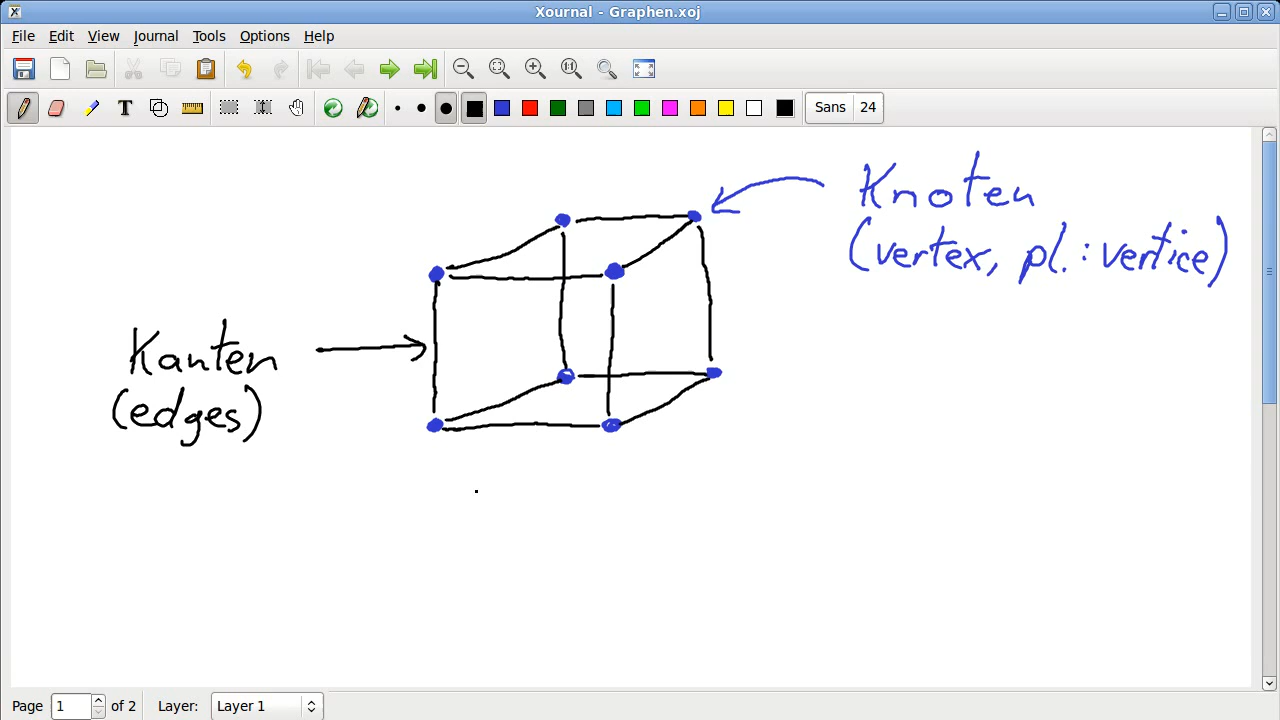 Xournal - Graphen.xoj
File Edit View Journal Tools Options Help
Sans 24
Knoten
(vertex, pl.: vertice)
Kanten
(edges)
Page 1 of 2 Layer: Layer 1